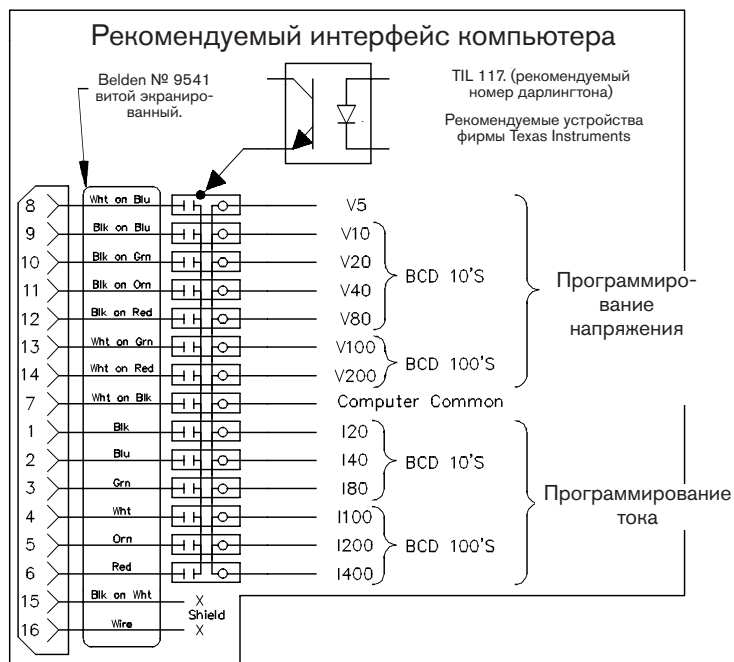 Рекомендуемый интерфейс компьютера
Belden № 9541
витой экраниро-
ванный.
TIL 117. (рекомендуемый
номер дарлингтона)
Рекомендуемые устройства
фирмы Texas Instruments
8 Wht on Blu V5
9 Blk on Blu V10
10 Blk on Grn V20
11 Blk on Orn V40
12 Blk on Red V80
BCD 10'S
13 Wht on Grn V100
14 Wht on Red V200
BCD 100'S
Программиро-
вание
напряжения
7 Wht on Blk Computer Common
1 Blk I20
2 Blu I40
3 Grn I80
BCD 10'S
4 Wht I100
5 Orn I200
6 Red I400
BCD 100'S
Программирование
тока
15 Blk on Wht X
Shield
16 Wire X